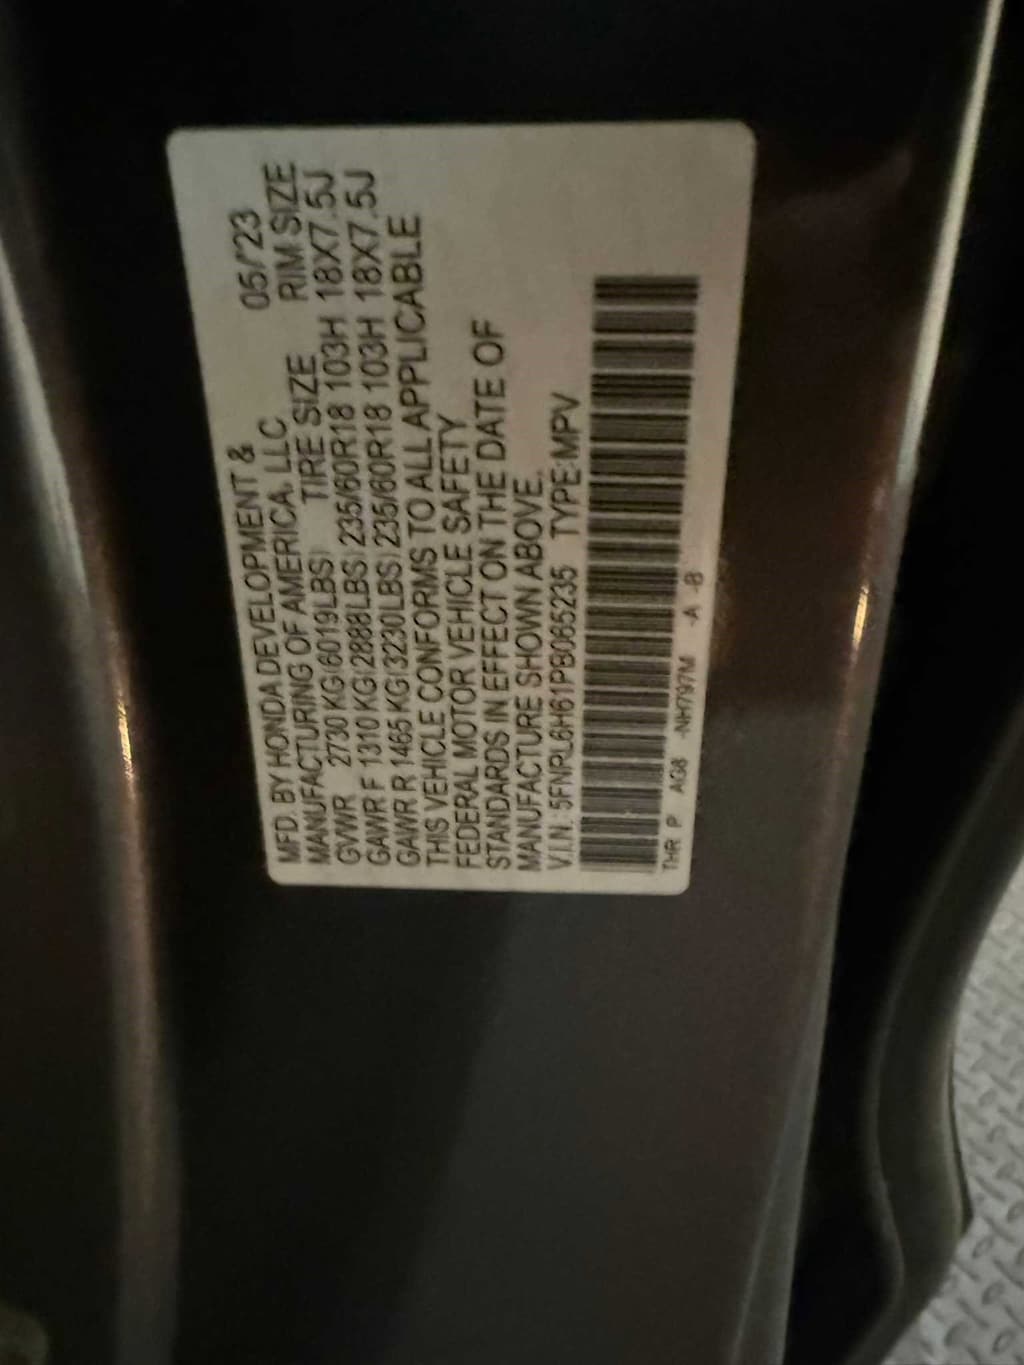 MFD. BY HONDA DEVELOPMENT & 05/'23
MANUFACTURING OF AMERICA, LLC
TIRE SIZE RIM SIZE
GVWR 2730 KG(6019LBS)
GAWR F 1310 KG(2888LBS) 235/60R18 103H 18X7.5J
GAWR R 1465 KG(3230LBS) 235/60R18 103H 18X7.5J
THIS VEHICLE CONFORMS TO ALL APPLICABLE
FEDERAL MOTOR VEHICLE SAFETY
STANDARDS IN EFFECT ON THE DATE OF
MANUFACTURE SHOWN ABOVE.
V.I.N.: 5FNRL6H61PB065235 TYPE:MPV
THR P AG8 -NH797M -A -B